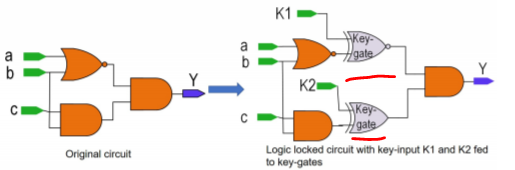 a
b
c
Y
Original circuit
K1
a
b
Key-
gate
K2
c
Key-
gate
Y
Logic locked circuit with key-input K1 and K2 fed
to key-gates